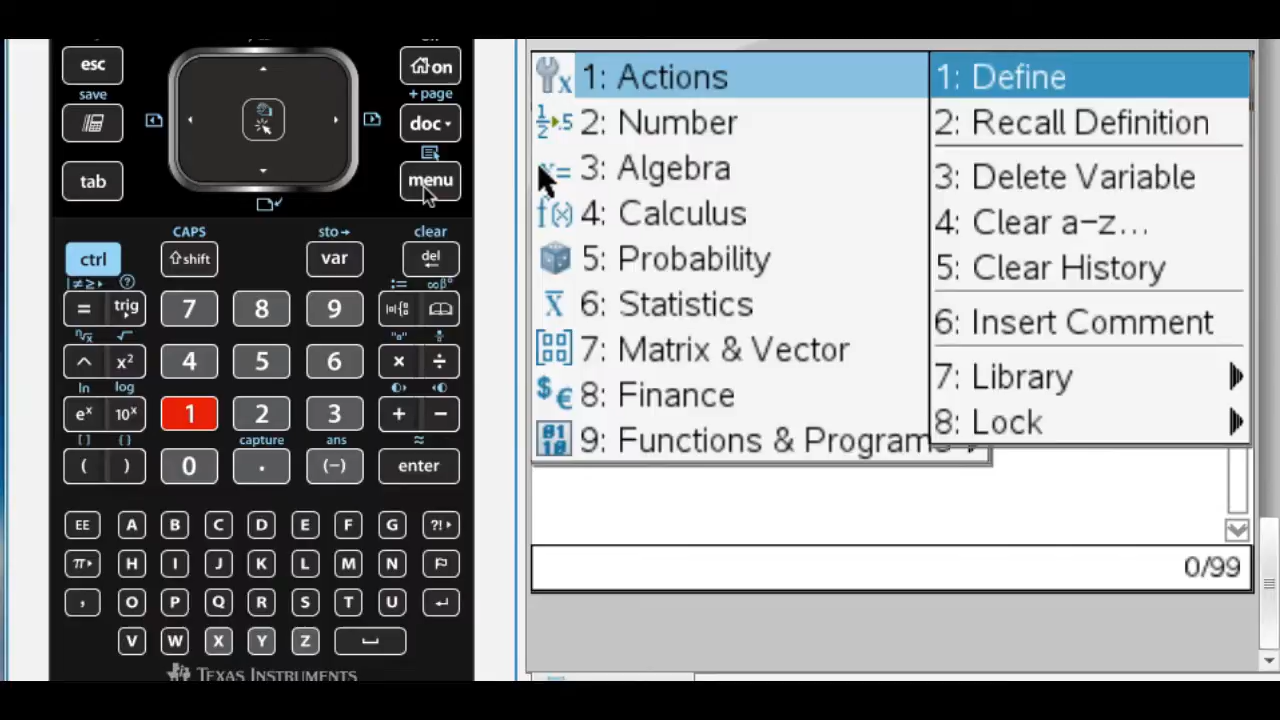 esc
on
save
+ page
doc
tab
menu
CAPS
sto→
clear
ctrl
⇧shift
var
del
|≠≥▸
?
:=
∞β°
=
trig
7
8
9
|□|{8
ⁿ√x
√
"□"
^
x²
4
5
6
×
÷
ln
log
eˣ
10ˣ
1
2
3
+
−
[ ]
{ }
capture
ans
≈
(
)
0
.
(−)
enter
EE
A
B
C
D
E
F
G
?!▸
π▸
H
I
J
K
L
M
N
,
O
P
Q
R
S
T
U
V
W
X
Y
Z
TEXAS INSTRUMENTS
1: Actions
2: Number
3: Algebra
4: Calculus
5: Probability
6: Statistics
7: Matrix & Vector
8: Finance
9: Functions & Program
1: Define
2: Recall Definition
3: Delete Variable
4: Clear a−z...
5: Clear History
6: Insert Comment
7: Library
8: Lock
0/99